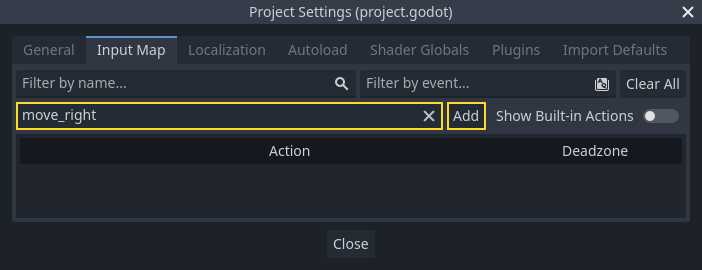 Project Settings (project.godot)
General Input Map Localization Autoload Shader Globals Plugins Import Defaults
Filter by name... Filter by event... Clear All
move_right Add Show Built-in Actions
Action Deadzone
Close